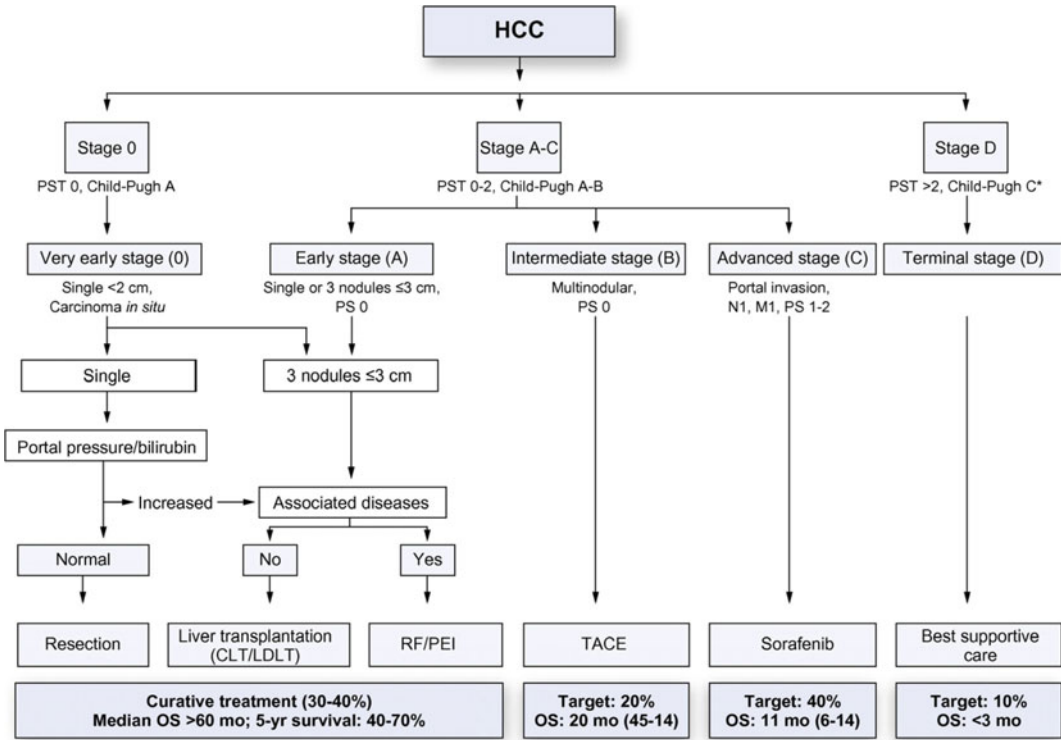 HCC
Stage 0
PST 0, Child-Pugh A
Stage A-C
PST 0-2, Child-Pugh A-B
Stage D
PST >2, Child-Pugh C*
Very early stage (0)
Single <2 cm,
Carcinoma in situ
Early stage (A)
Single or 3 nodules ≤3 cm,
PS 0
Intermediate stage (B)
Multinodular,
PS 0
Advanced stage (C)
Portal invasion,
N1, M1, PS 1-2
Terminal stage (D)
Single
3 nodules ≤3 cm
Portal pressure/bilirubin
Increased
Associated diseases
Normal
No
Yes
Resection
Liver transplantation
(CLT/LDLT)
RF/PEI
TACE
Sorafenib
Best supportive
care
Curative treatment (30-40%)
Median OS >60 mo; 5-yr survival: 40-70%
Target: 20%
OS: 20 mo (45-14)
Target: 40%
OS: 11 mo (6-14)
Target: 10%
OS: <3 mo